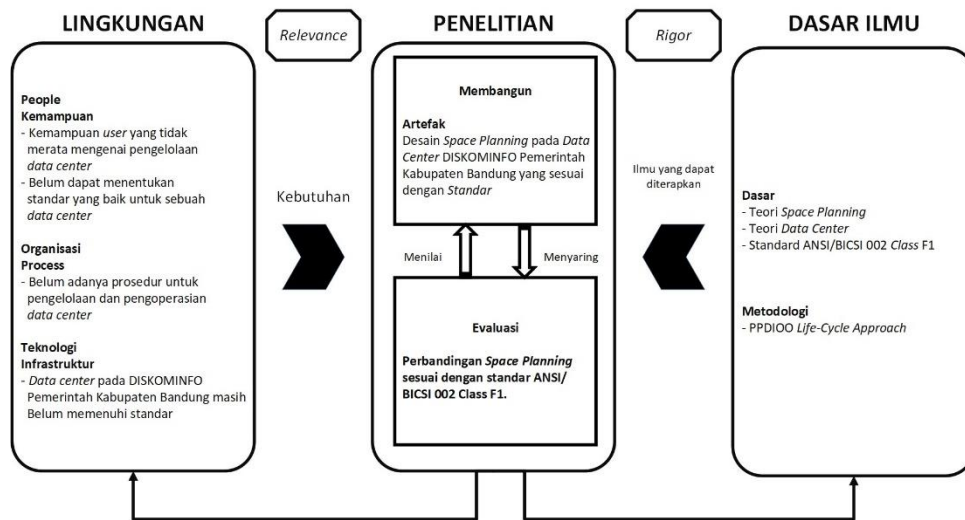 LINGKUNGAN
Relevance
PENELITIAN
Rigor
DASAR ILMU
People
Kemampuan
- Kemampuan user yang tidak
merata mengenai pengelolaan
data center
- Belum dapat menentukan
standar yang baik untuk sebuah
data center
Organisasi
Process
- Belum adanya prosedur untuk
pengelolaan dan pengoperasian
data center
Teknologi
Infrastruktur
- Data center pada DISKOMINFO
Pemerintah Kabupaten Bandung masih
Belum memenuhi standar
Kebutuhan
Membangun
Artefak
Desain Space Planning pada Data
Center DISKOMINFO Pemerintah
Kabupaten Bandung yang sesuai
dengan Standar
Menilai
Menyaring
Evaluasi
Perbandingan Space Planning
sesuai dengan standar ANSI/
BICSI 002 Class F1.
Ilmu yang dapat
diterapkan
Dasar
- Teori Space Planning
- Teori Data Center
- Standard ANSI/BICSI 002 Class F1
Metodologi
- PPDIOO Life-Cycle Approach